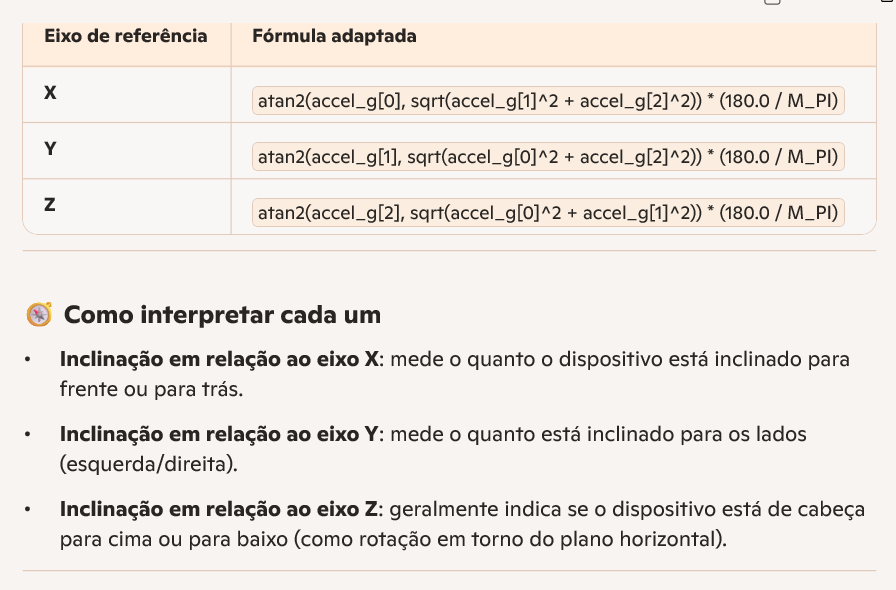 Eixo de referência Fórmula adaptada
X atan2(accel_g[0], sqrt(accel_g[1]^2 + accel_g[2]^2)) * (180.0 / M_PI)
Y atan2(accel_g[1], sqrt(accel_g[0]^2 + accel_g[2]^2)) * (180.0 / M_PI)
Z atan2(accel_g[2], sqrt(accel_g[0]^2 + accel_g[1]^2)) * (180.0 / M_PI)
🧭 Como interpretar cada um
• Inclinação em relação ao eixo X: mede o quanto o dispositivo está inclinado para
frente ou para trás.
• Inclinação em relação ao eixo Y: mede o quanto está inclinado para os lados
(esquerda/direita).
• Inclinação em relação ao eixo Z: geralmente indica se o dispositivo está de cabeça
para cima ou para baixo (como rotação em torno do plano horizontal).